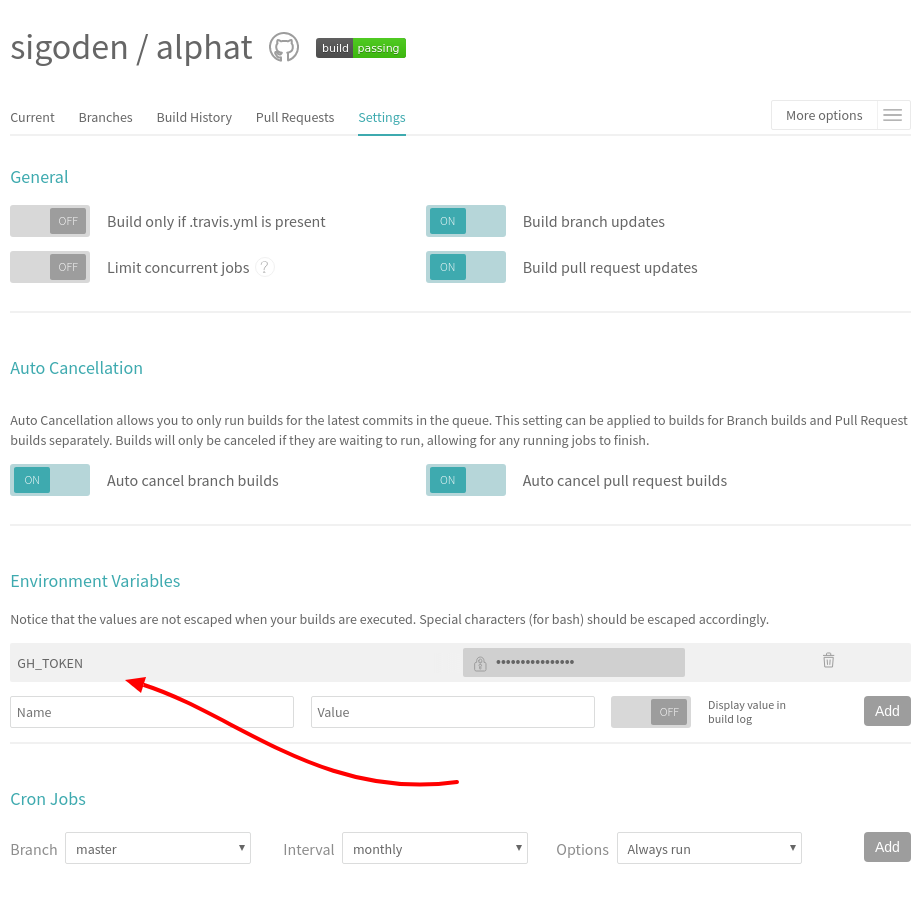 sigoden / alphat build passing
Current Branches Build History Pull Requests Settings More options
General
OFF Build only if .travis.yml is present ON Build branch updates
OFF Limit concurrent jobs ? ON Build pull request updates
Auto Cancellation
Auto Cancellation allows you to only run builds for the latest commits in the queue. This setting can be applied to builds for Branch builds and Pull Request
builds separately. Builds will only be canceled if they are waiting to run, allowing for any running jobs to finish.
ON Auto cancel branch builds ON Auto cancel pull request builds
Environment Variables
Notice that the values are not escaped when your builds are executed. Special characters (for bash) should be escaped accordingly.
GH_TOKEN ••••••••••••••••
Name Value OFF Display value in
build log Add
Cron Jobs
Branch master Interval monthly Options Always run Add